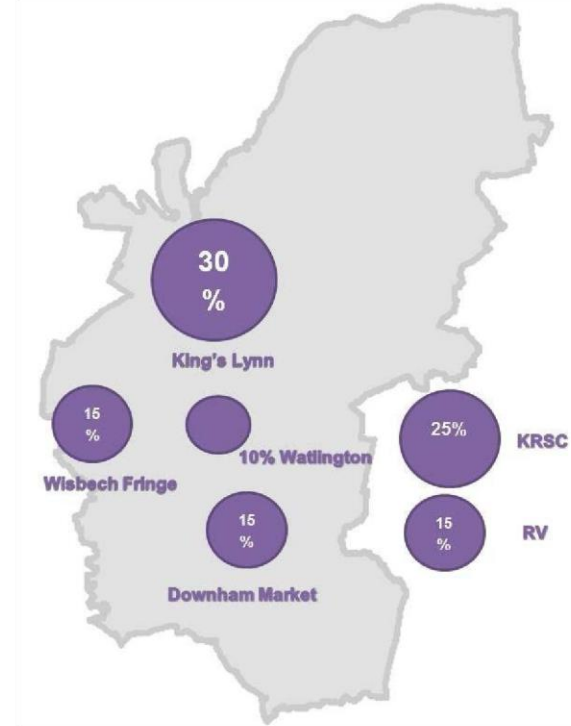 30
%
King's Lynn
15
%
Wisbech Fringe
10% Watlington
25%
KRSC
15
%
Downham Market
15
%
RV